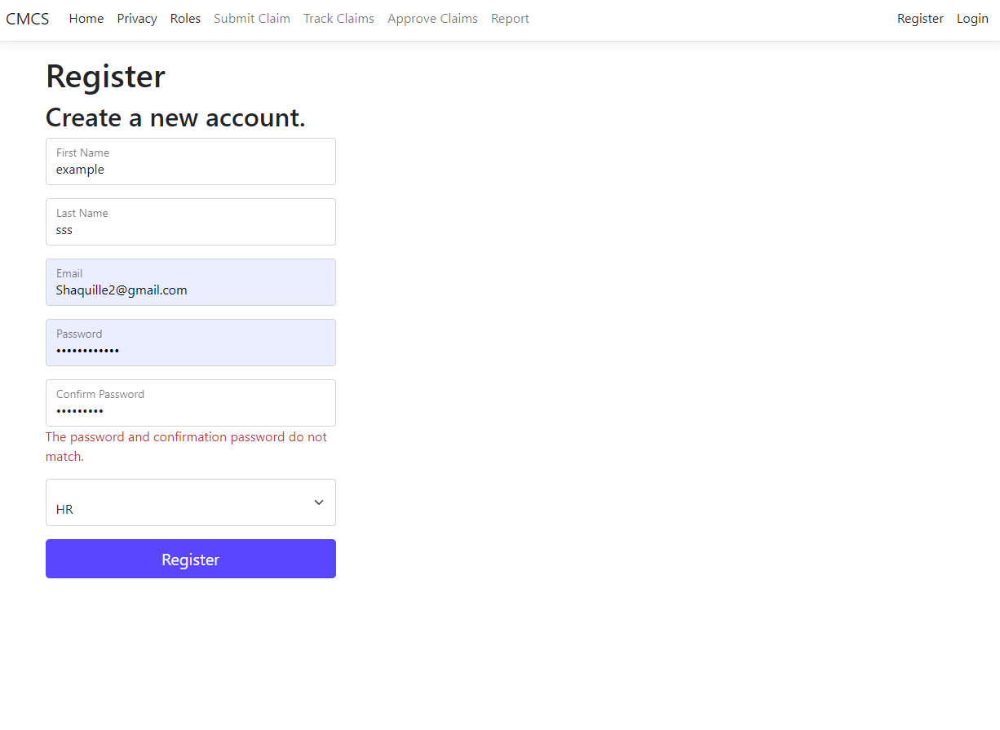 CMCS Home Privacy Roles Submit Claim Track Claims Approve Claims Report Register Login
Register
Create a new account.
First Name
example
Last Name
sss
Email
Shaquille2@gmail.com
Password
••••••••••••
Confirm Password
•••••••••
The password and confirmation password do not
match.
HR
Register